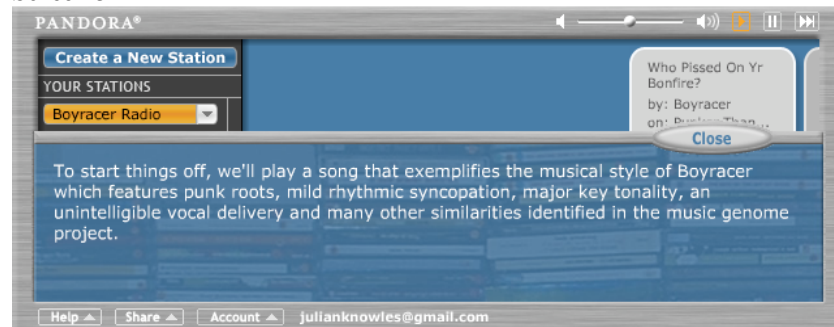 PANDORA®
Create a New Station
YOUR STATIONS
Boyracer Radio
Who Pissed On Yr
Bonfire?
by: Boyracer
on: Punker Than...
Close
To start things off, we'll play a song that exemplifies the musical style of Boyracer
which features punk roots, mild rhythmic syncopation, major key tonality, an
unintelligible vocal delivery and many other similarities identified in the music genome
project.
Help Share Account julianknowles@gmail.com